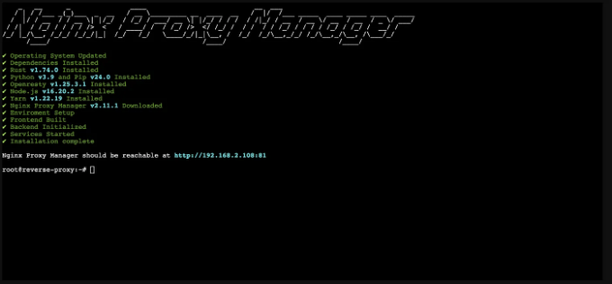 Nginx Proxy Manager
✓ Operating System Updated
✓ Dependencies Installed
✓ Rust v1.74.0 Installed
✓ Python v3.9 and Pip v24.0 Installed
✓ Openresty v1.25.3.1 Installed
✓ Node.js v16.20.2 Installed
✓ Yarn v1.22.19 Installed
✓ Nginx Proxy Manager v2.11.1 Downloaded
✓ Enviroment Setup
✓ Frontend Built
✓ Backend Initialized
✓ Services Started
✓ Installation complete
Nginx Proxy Manager should be reachable at http://192.168.2.108:81
root@reverse-proxy:~#